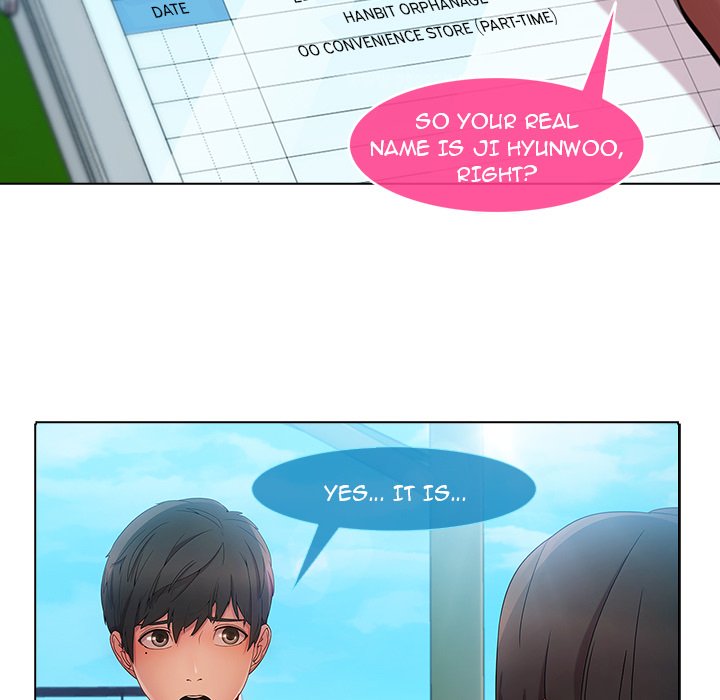 DATE
HANBIT ORPHANAGE
OO CONVENIENCE STORE (PART-TIME)
SO YOUR REAL
NAME IS JI HYUNWOO,
RIGHT?
YES... IT IS...